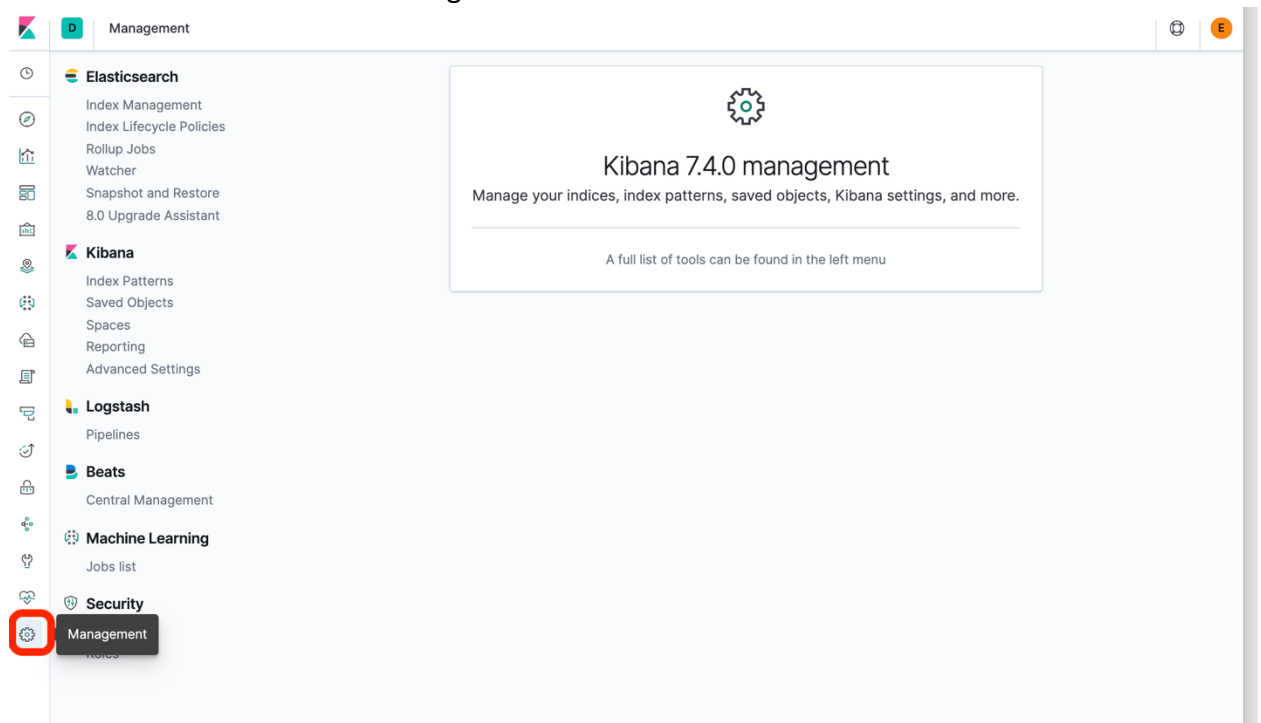 D Management E
Elasticsearch
Index Management
Index Lifecycle Policies
Rollup Jobs
Watcher
Snapshot and Restore
8.0 Upgrade Assistant
Kibana
Index Patterns
Saved Objects
Spaces
Reporting
Advanced Settings
Logstash
Pipelines
Beats
Central Management
Machine Learning
Jobs list
Security
Management
Roles
Kibana 7.4.0 management
Manage your indices, index patterns, saved objects, Kibana settings, and more.
A full list of tools can be found in the left menu